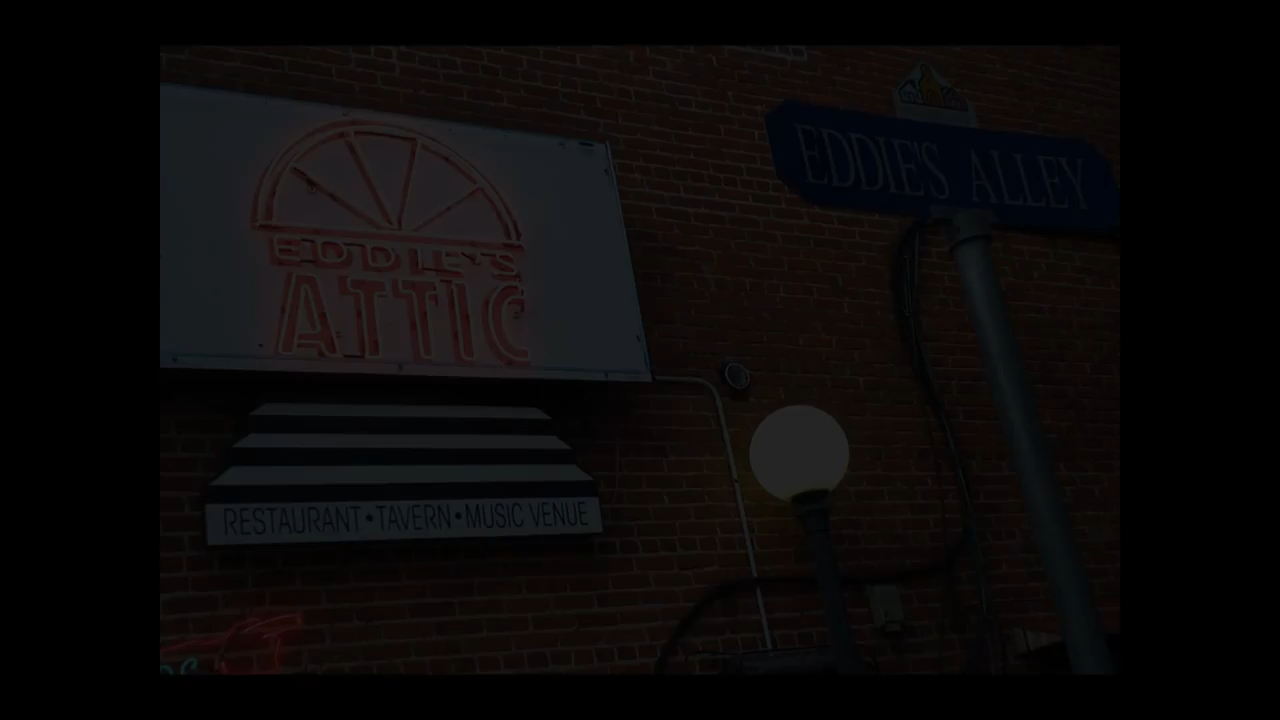 EDDIE'S
ATTIC
RESTAURANT • TAVERN • MUSIC VENUE
EDDIE'S ALLEY